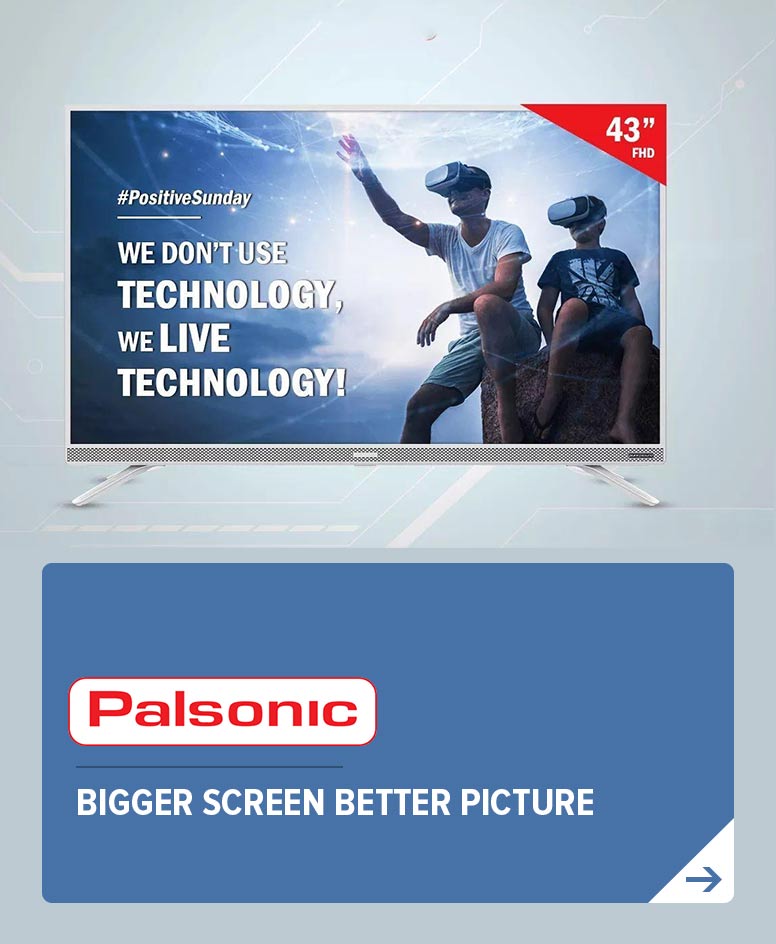 43”
FHD
#PositiveSunday
WE DON’T USE
TECHNOLOGY,
WE LIVE
TECHNOLOGY!
Palsonic
BIGGER SCREEN BETTER PICTURE